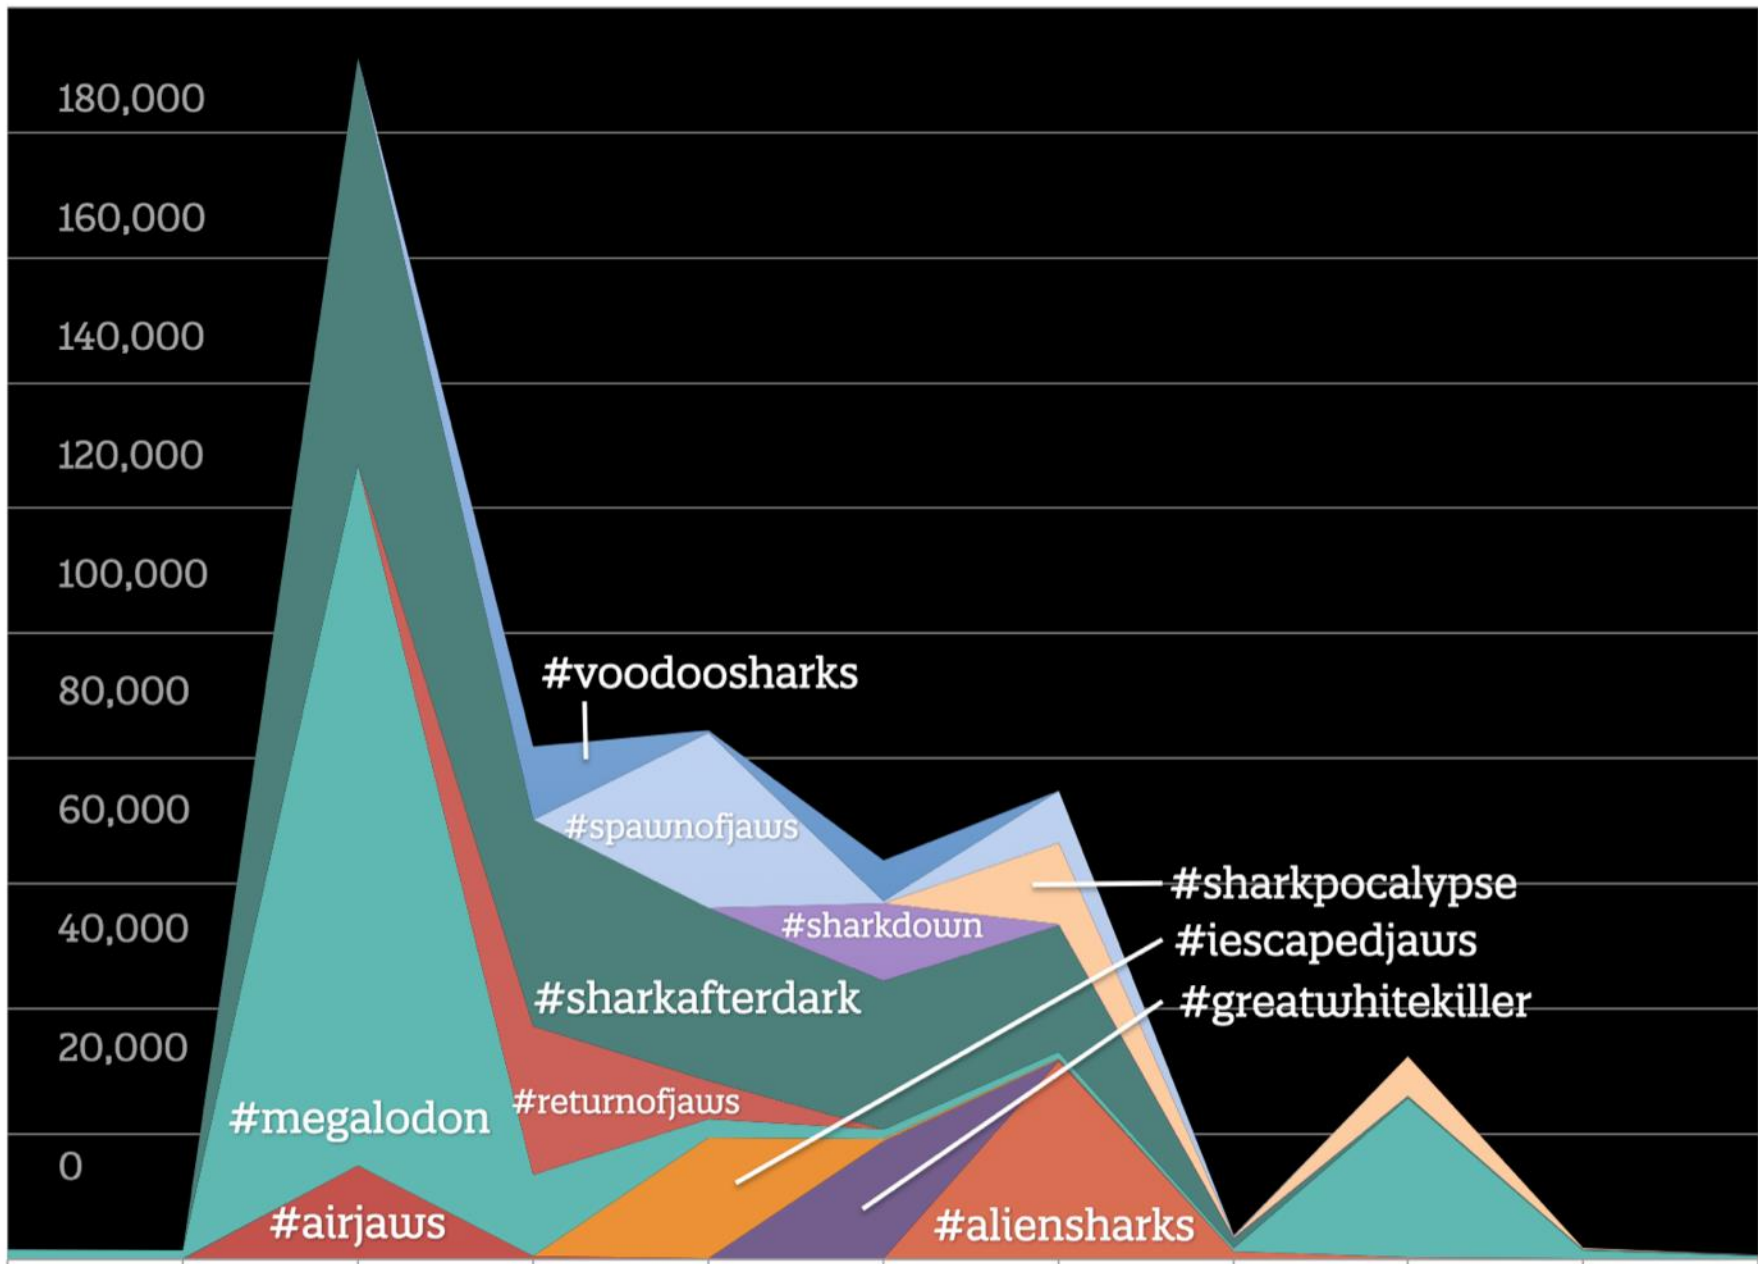 180,000
160,000
140,000
120,000
100,000
80,000
60,000
40,000
20,000
0
#voodoosharks
#spawnofjaws
#sharkpocalypse
#sharkdown
#iescapedjaws
#sharkafterdark
#greatwhitekiller
#returnofjaws
#megalodon
#airjaws
#aliensharks